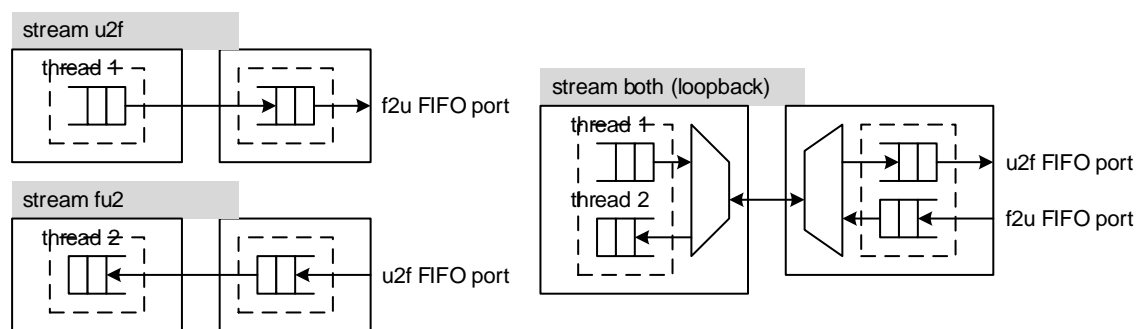 stream u2f
thread 1
f2u FIFO port
stream fu2
thread 2
u2f FIFO port
stream both (loopback)
thread 1
thread 2
u2f FIFO port
f2u FIFO port